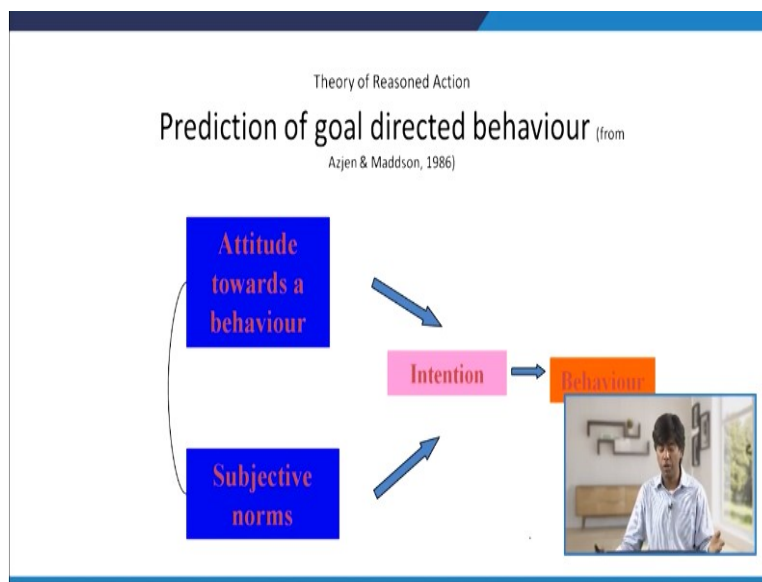 Theory of Reasoned Action
Prediction of goal directed behaviour (from
Azjen & Maddson, 1986)
Attitude
towards a
behaviour
Intention
Behaviour
Subjective
norms